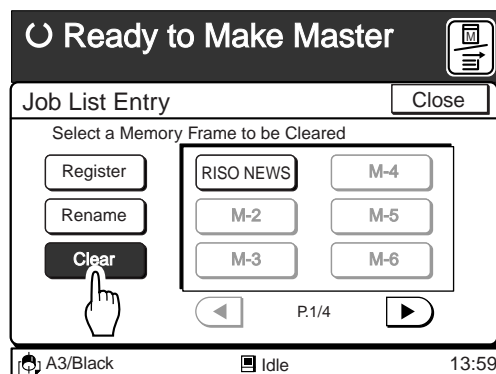 Ready to Make Master
M
Job List Entry
Close
Select a Memory Frame to be Cleared
Register
RISO NEWS
M-4
Rename
M-2
M-5
Clear
M-3
M-6
P.1/4
A3/Black
Idle
13:59